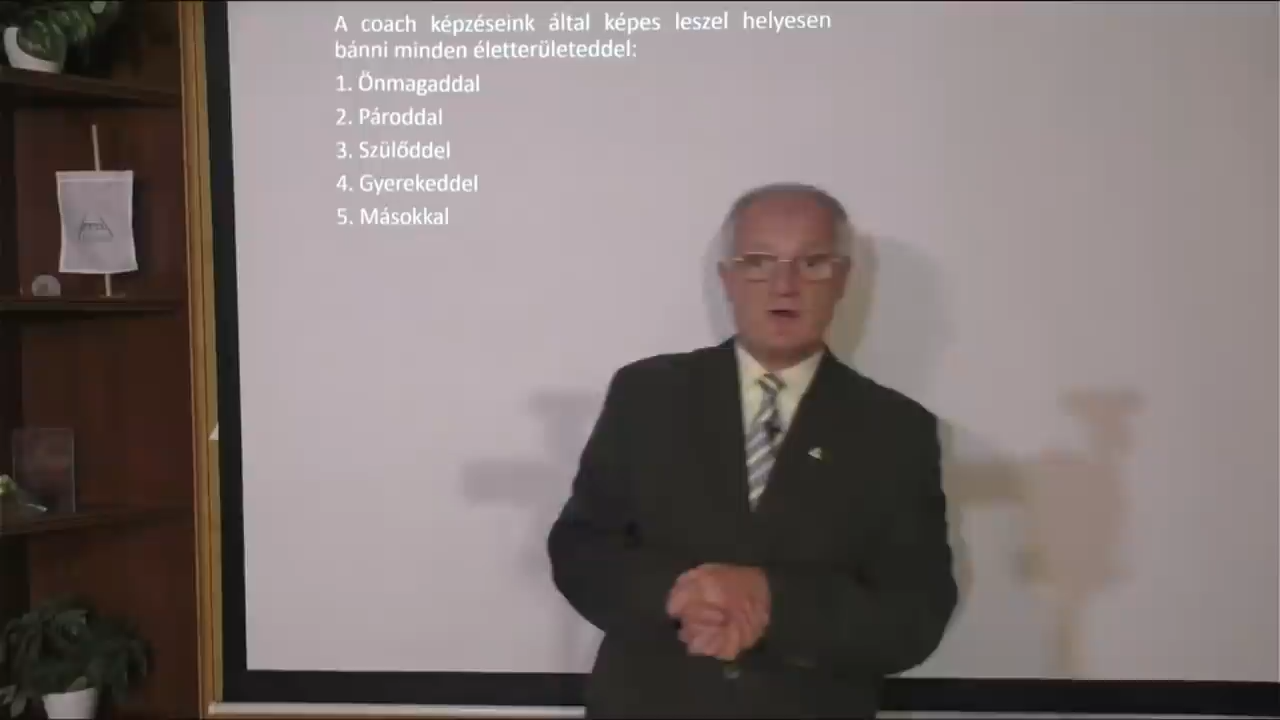 A coach képzéseink által képes leszel helyesen
bánni minden életterületeddel:
1. Önmagaddal
2. Pároddal
3. Szülőddel
4. Gyerekeddel
5. Másokkal